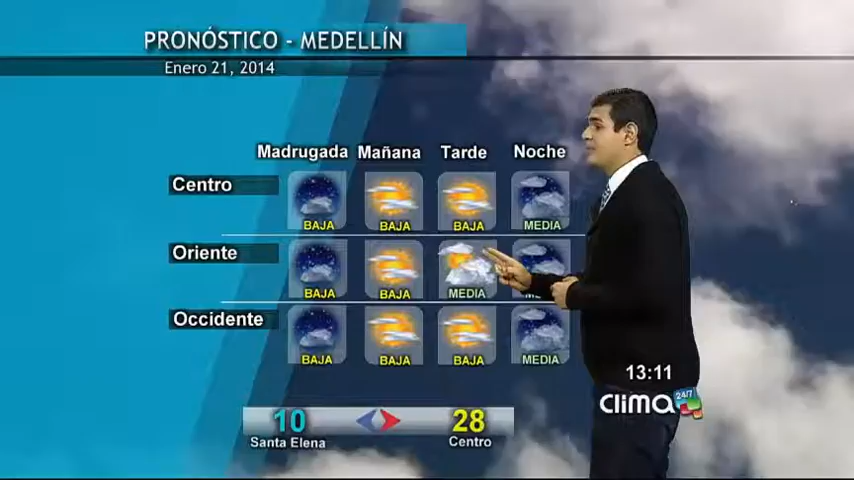 PRONÓSTICO - MEDELLÍN
Enero 21, 2014
Madrugada Mañana Tarde Noche
Centro
BAJA BAJA BAJA MEDIA
Oriente
BAJA BAJA MEDIA
Occidente
BAJA BAJA BAJA MEDIA
13:11
clima 24/7
10 28
Santa Elena Centro